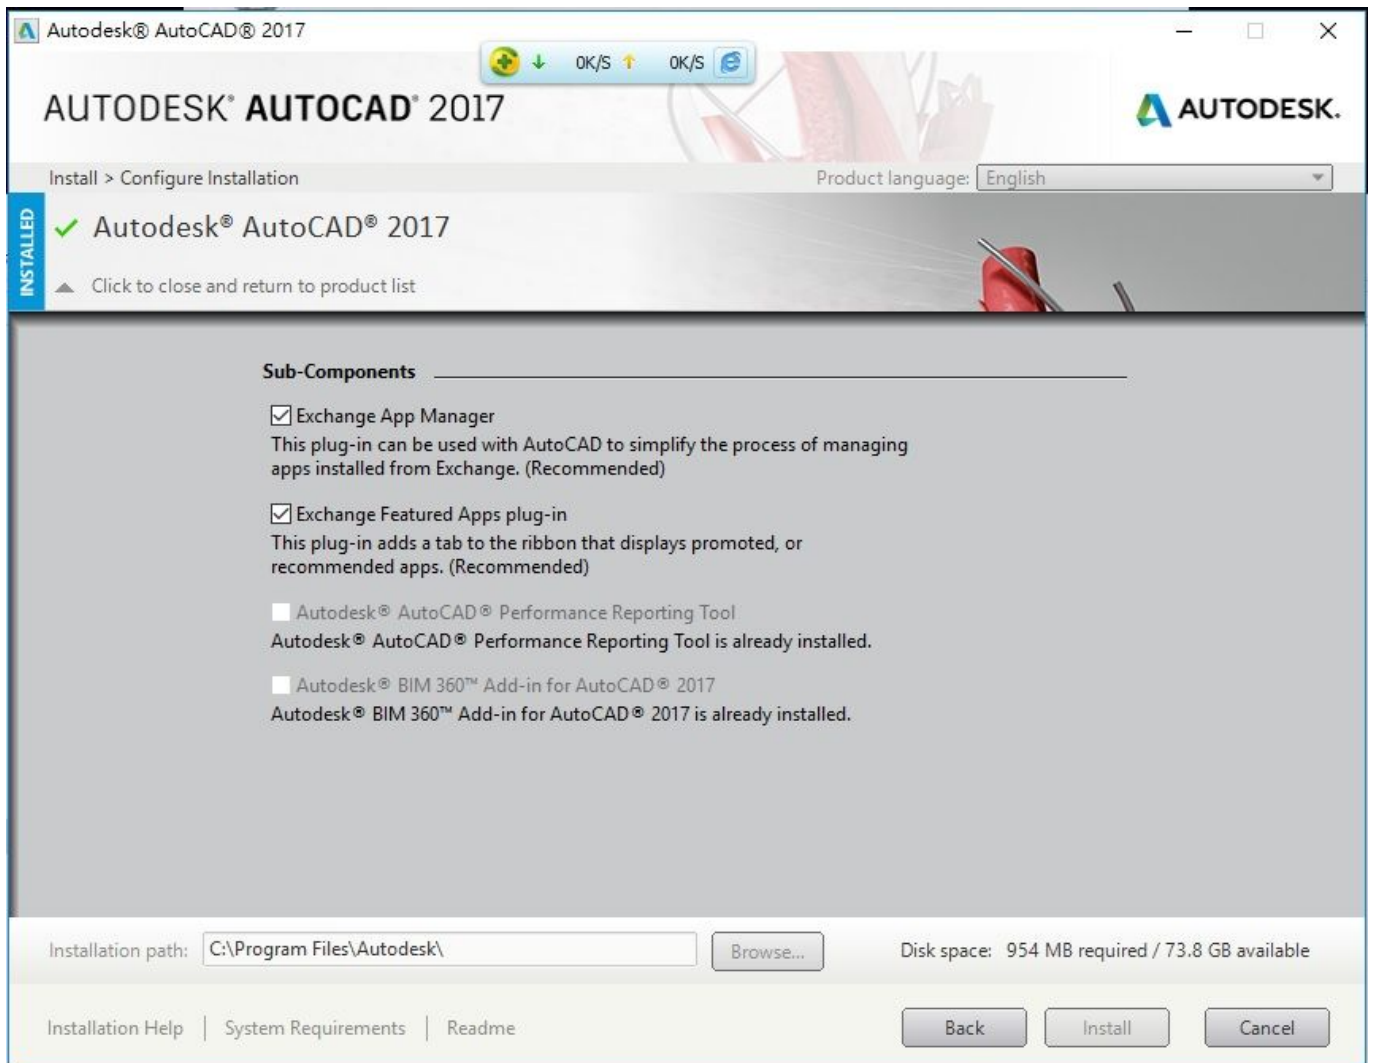 Autodesk® AutoCAD® 2017
0K/S 0K/S
AUTODESK® AUTOCAD® 2017
AUTODESK.
Install > Configure Installation
Product language: English
INSTALLED
Autodesk® AutoCAD® 2017
Click to close and return to product list
Sub-Components
Exchange App Manager
This plug-in can be used with AutoCAD to simplify the process of managing
apps installed from Exchange. (Recommended)
Exchange Featured Apps plug-in
This plug-in adds a tab to the ribbon that displays promoted, or
recommended apps. (Recommended)
Autodesk® AutoCAD® Performance Reporting Tool
Autodesk® AutoCAD® Performance Reporting Tool is already installed.
Autodesk® BIM 360™ Add-in for AutoCAD® 2017
Autodesk® BIM 360™ Add-in for AutoCAD® 2017 is already installed.
Installation path: C:\Program Files\Autodesk\ Browse... Disk space: 954 MB required / 73.8 GB available
Installation Help | System Requirements | Readme Back Install Cancel